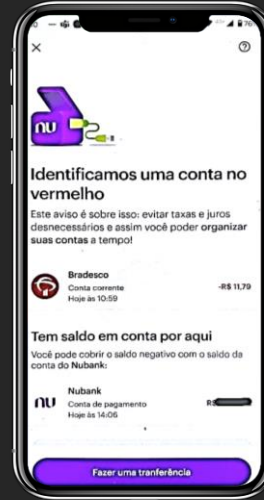 nu
Identificamos uma conta no
vermelho
Este aviso é sobre isso: evitar taxas e juros
desnecessários e assim você poder organizar
suas contas a tempo!
Bradesco
Conta corrente
-R$ 11,79
Hoje às 10:59
Tem saldo em conta por aqui
Você pode cobrir o saldo negativo com o saldo da
conta do Nubank:
nu
Nubank
Conta de pagamento
R$
Hoje às 14:06
Fazer uma tranferência